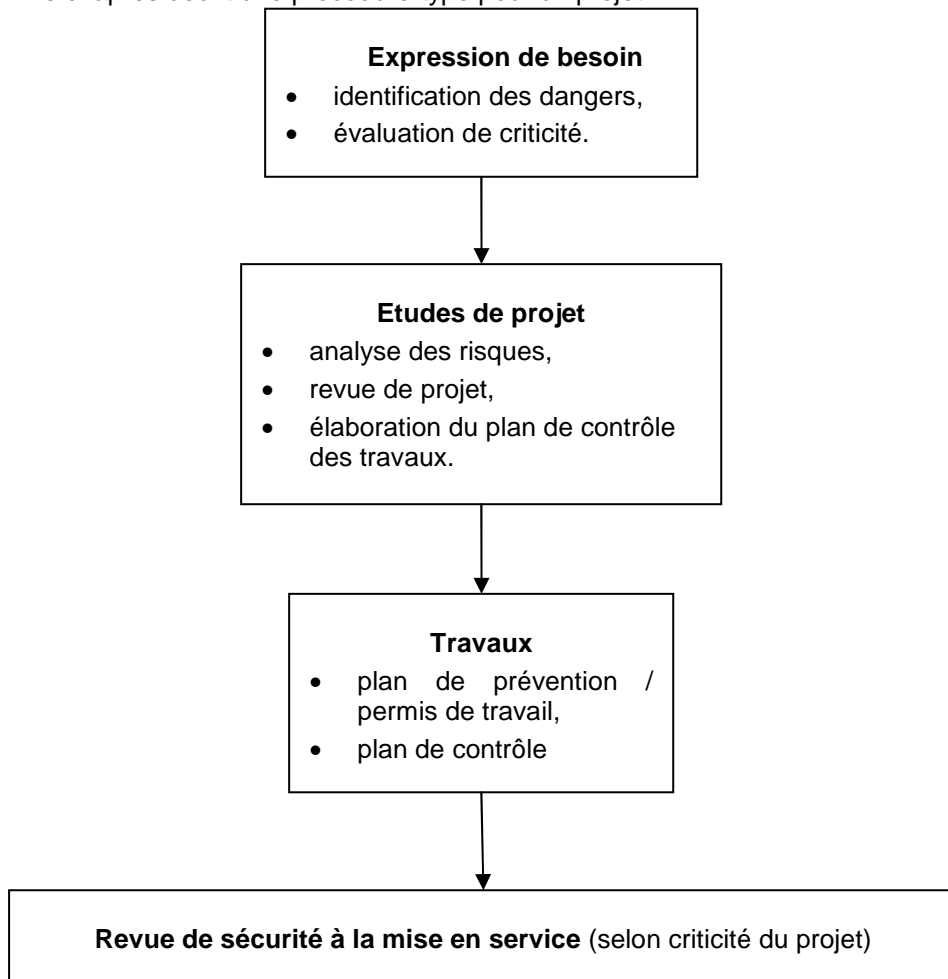 Expression de besoin
• identification des dangers,
• évaluation de criticité.
Etudes de projet
• analyse des risques,
• revue de projet,
• élaboration du plan de contrôle
des travaux.
Travaux
• plan de prévention /
permis de travail,
• plan de contrôle
Revue de sécurité à la mise en service (selon criticité du projet)